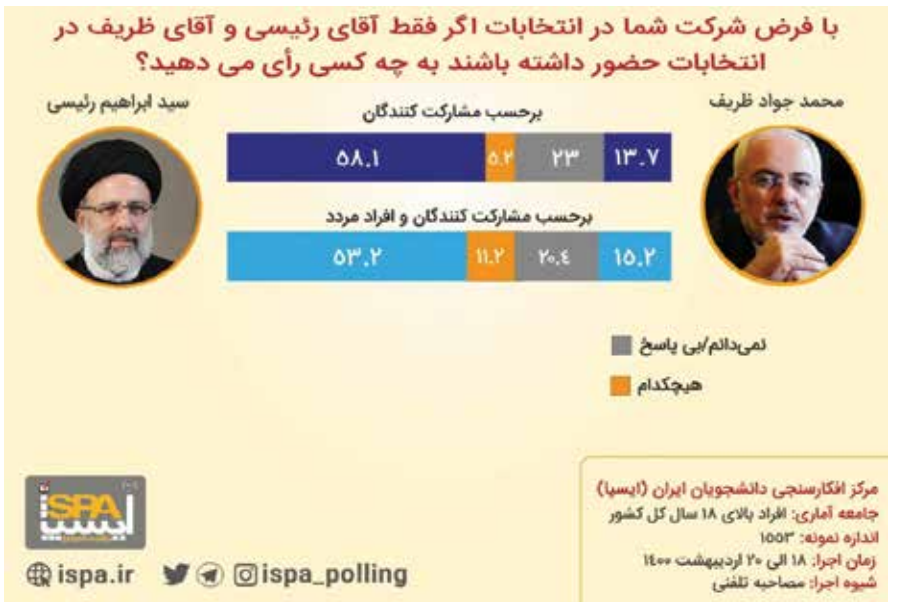 با فرض شرکت شما در انتخابات اگر فقط آقای رئیسی و آقای ظریف در
انتخابات حضور داشته باشند به چه کسی رأی می دهید؟
محمد جواد ظریف
سید ابراهیم رئیسی
برحسب مشارکت کنندگان
۵۸.۱ ۵.۲ ۲۳ ۱۳.۷
برحسب مشارکت کنندگان و افراد مردد
۵۳.۲ ۱۱.۲ ۲۰.٤ ۱۵.۲
نمی‌دانم/بی پاسخ
هیچکدام
مرکز افکارسنجی دانشجویان ایران (ایسپا)
جامعه آماری: افراد بالای ۱۸ سال کل کشور
اندازه نمونه: ۱۵۵۳
زمان اجرا: ۱۸ الی ۲۰ اردیبهشت ۱٤۰۰
شیوه اجرا: مصاحبه تلفنی
ISPA
ایسپا
ispa.ir ispa_polling